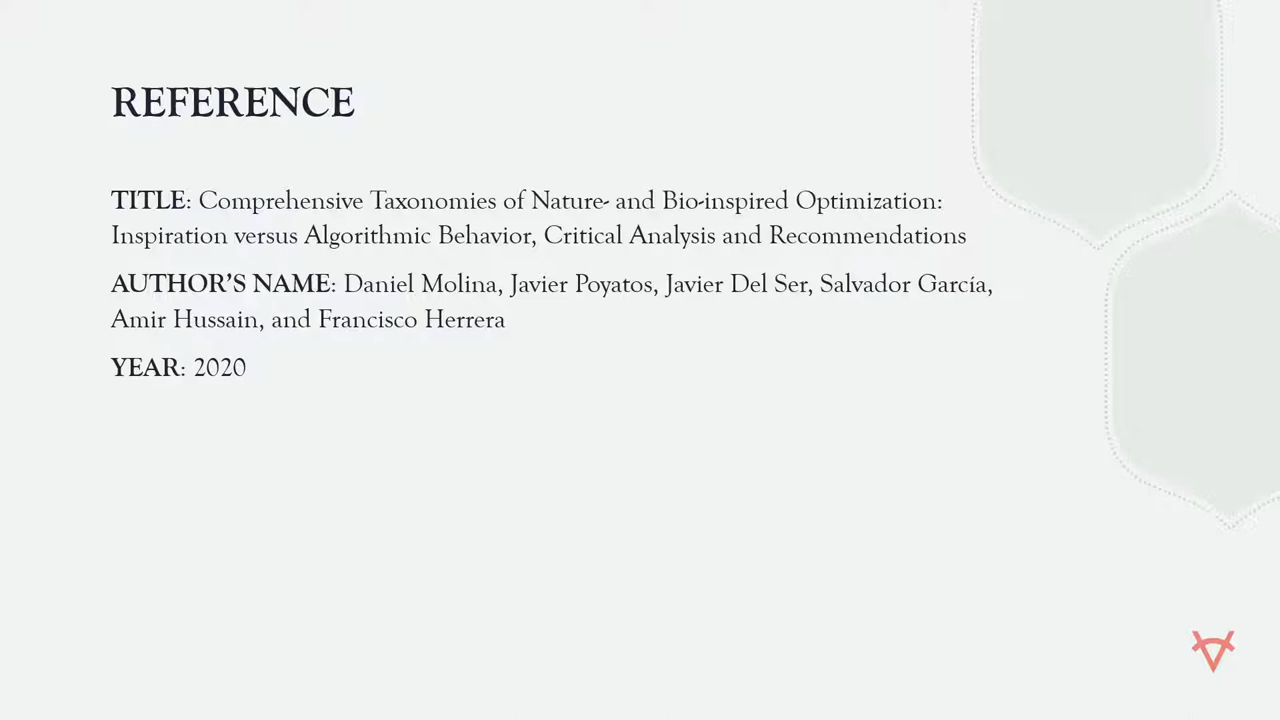 REFERENCE
TITLE: Comprehensive Taxonomies of Nature- and Bio-inspired Optimization:
Inspiration versus Algorithmic Behavior, Critical Analysis and Recommendations
AUTHOR’S NAME: Daniel Molina, Javier Poyatos, Javier Del Ser, Salvador García,
Amir Hussain, and Francisco Herrera
YEAR: 2020